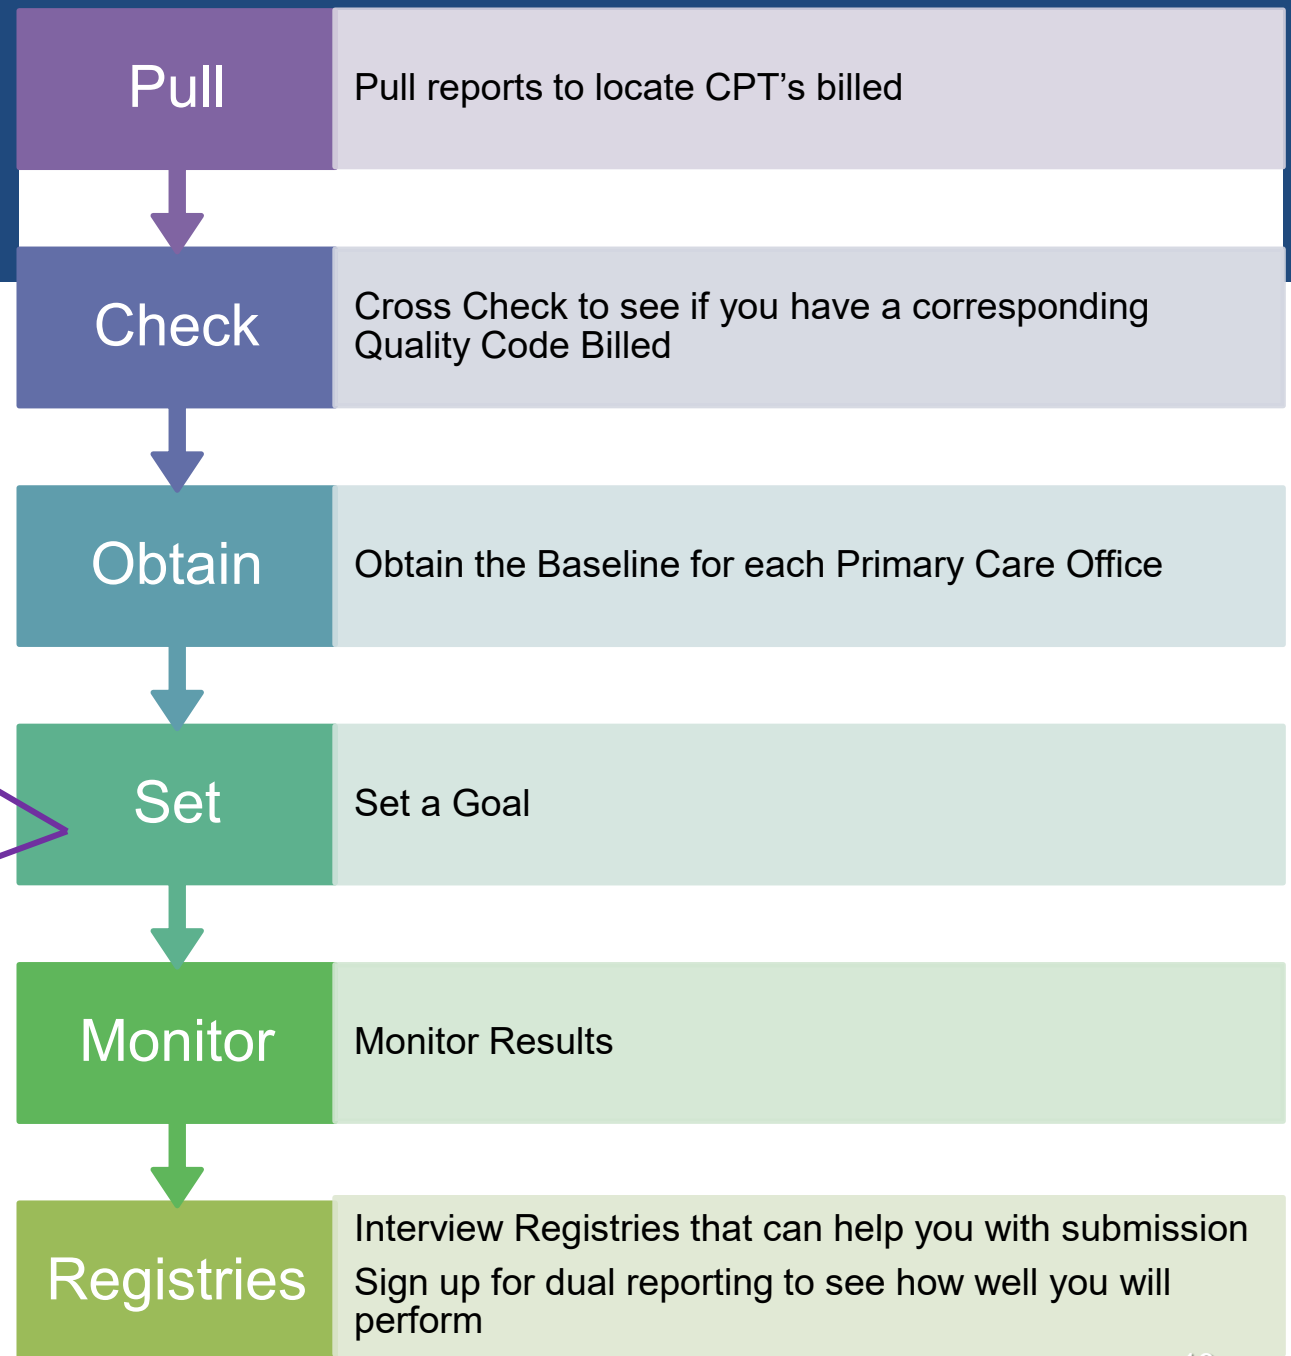 Pull
Pull reports to locate CPT’s billed
Check
Cross Check to see if you have a corresponding
Quality Code Billed
Obtain
Obtain the Baseline for each Primary Care Office
Set
Set a Goal
Monitor
Monitor Results
Registries
Interview Registries that can help you with submission
Sign up for dual reporting to see how well you will
perform